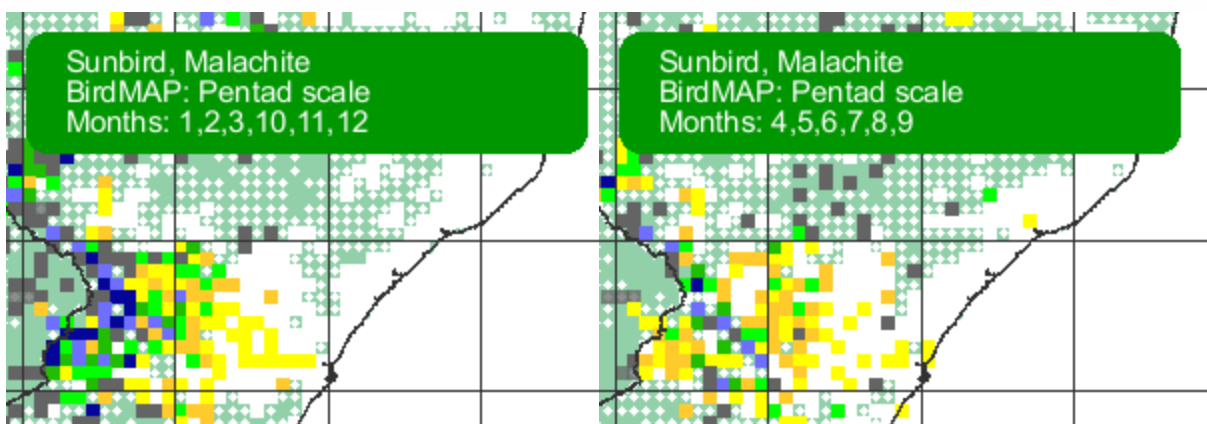 Sunbird, Malachite
BirdMAP: Pentad scale
Months: 1,2,3,10,11,12
Sunbird, Malachite
BirdMAP: Pentad scale
Months: 4,5,6,7,8,9